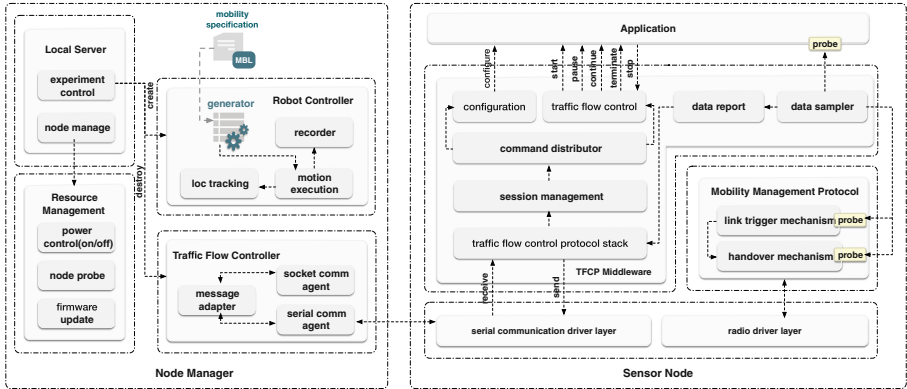 mobility
specification
MBL
Local Server
experiment
control
node manage
create
destroy
generator
Robot Controller
recorder
loc tracking
motion
execution
Resource
Management
power
control(on/off)
node probe
firmware
update
Traffic Flow Controller
message
adapter
socket comm
agent
serial comm
agent
Node Manager
Application
probe
configure
start
pause
continue
terminate
stop
configuration
traffic flow control
data report
data sampler
command distributor
session management
traffic flow control protocol stack
TFCP Middleware
receive
send
Mobility Management Protocol
link trigger mechanism
probe
handover mechanism
probe
serial communication driver layer
radio driver layer
Sensor Node